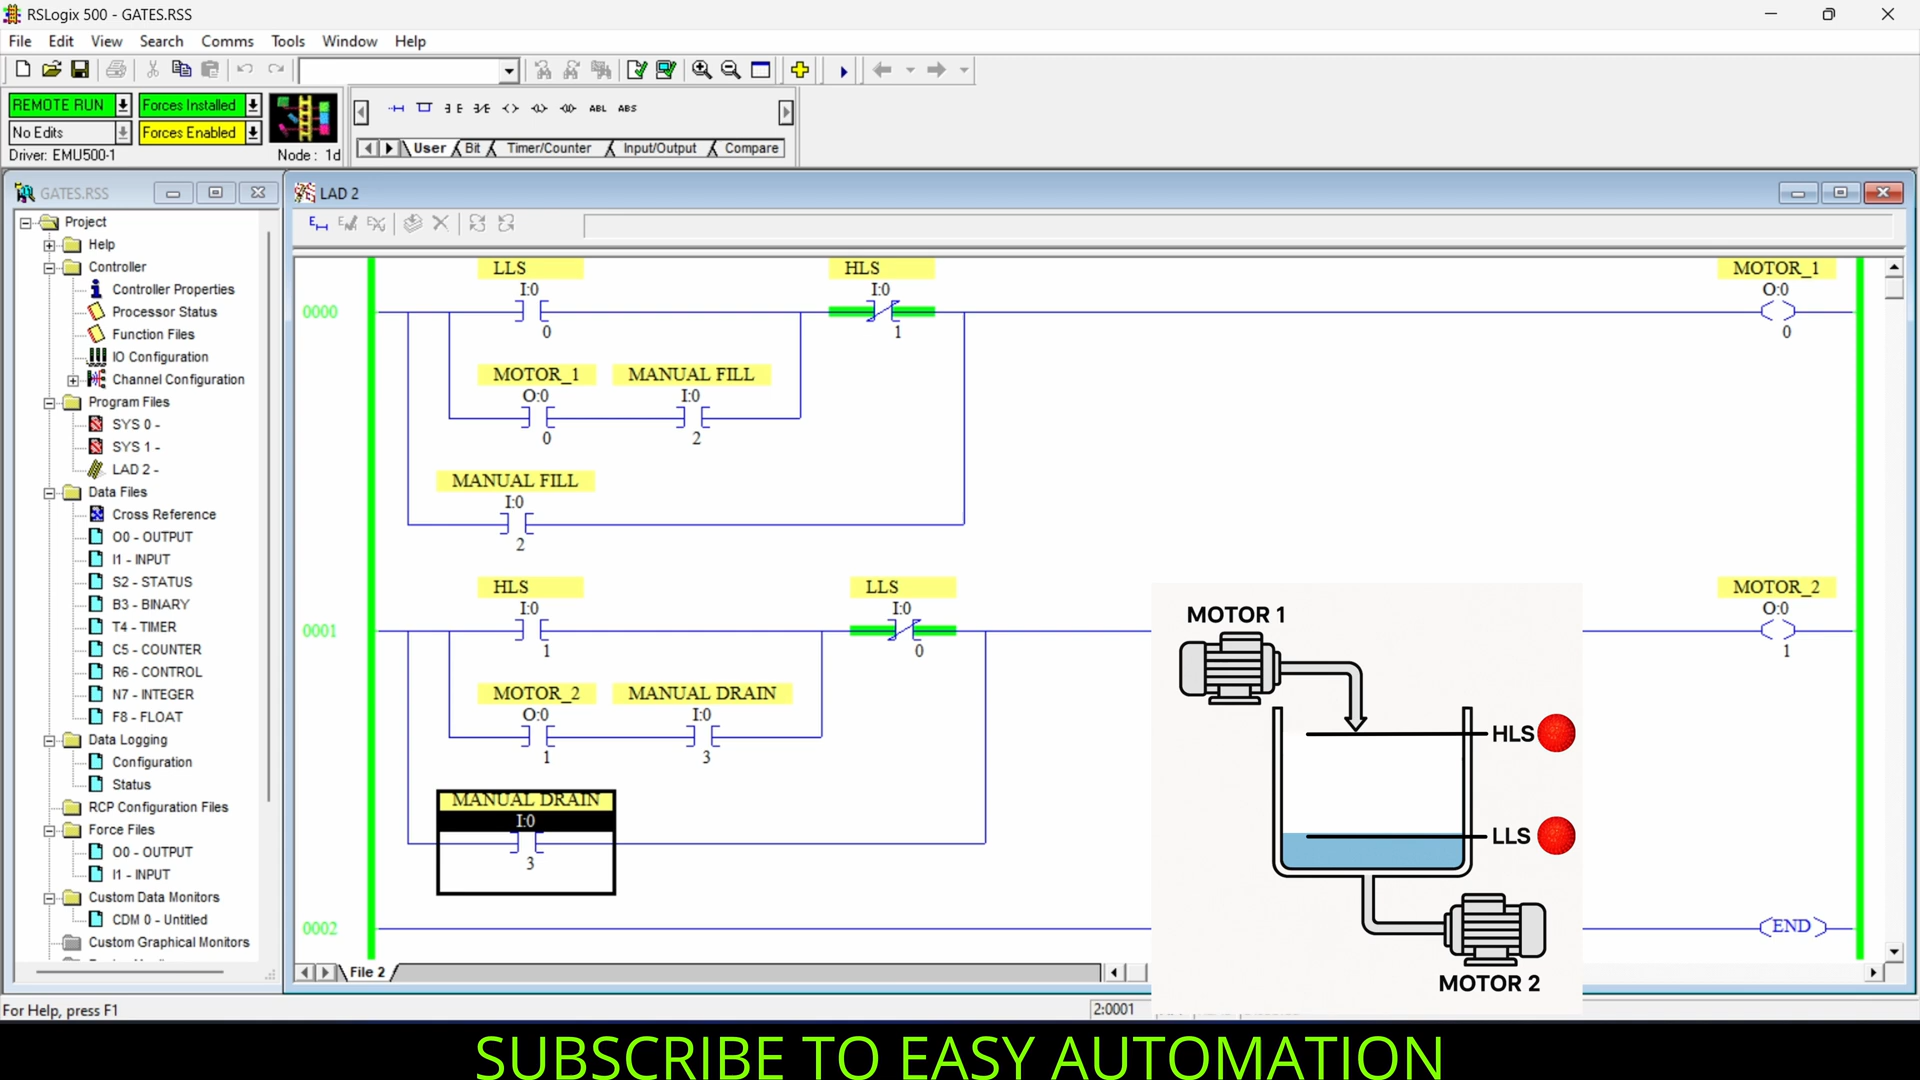 RSLogix 500 - GATES.RSS
File Edit View Search Comms Tools Window Help
REMOTE RUN Forces Installed
No Edits Forces Enabled
Driver: EMU500-1 Node : 1d
ABL ABS
User Bit Timer/Counter Input/Output Compare
GATES.RSS
Project
Help
Controller
Controller Properties
Processor Status
Function Files
IO Configuration
Channel Configuration
Program Files
SYS 0 -
SYS 1 -
LAD 2 -
Data Files
Cross Reference
O0 - OUTPUT
I1 - INPUT
S2 - STATUS
B3 - BINARY
T4 - TIMER
C5 - COUNTER
R6 - CONTROL
N7 - INTEGER
F8 - FLOAT
Data Logging
Configuration
Status
RCP Configuration Files
Force Files
O0 - OUTPUT
I1 - INPUT
Custom Data Monitors
CDM 0 - Untitled
Custom Graphical Monitors
LAD 2
LLS HLS MOTOR_1
I:0 I:0 O:0
0000
0 1 0
MOTOR_1 MANUAL FILL
O:0 I:0
0 2
MANUAL FILL
I:0
2
HLS LLS MOTOR_2
I:0 I:0 O:0
0001
1 0 1
MOTOR_2 MANUAL DRAIN
O:0 I:0
1 3
MANUAL DRAIN
I:0
3
0002 END
File 2
MOTOR 1
HLS
LLS
MOTOR 2
For Help, press F1 2:0001
SUBSCRIBE TO EASY AUTOMATION